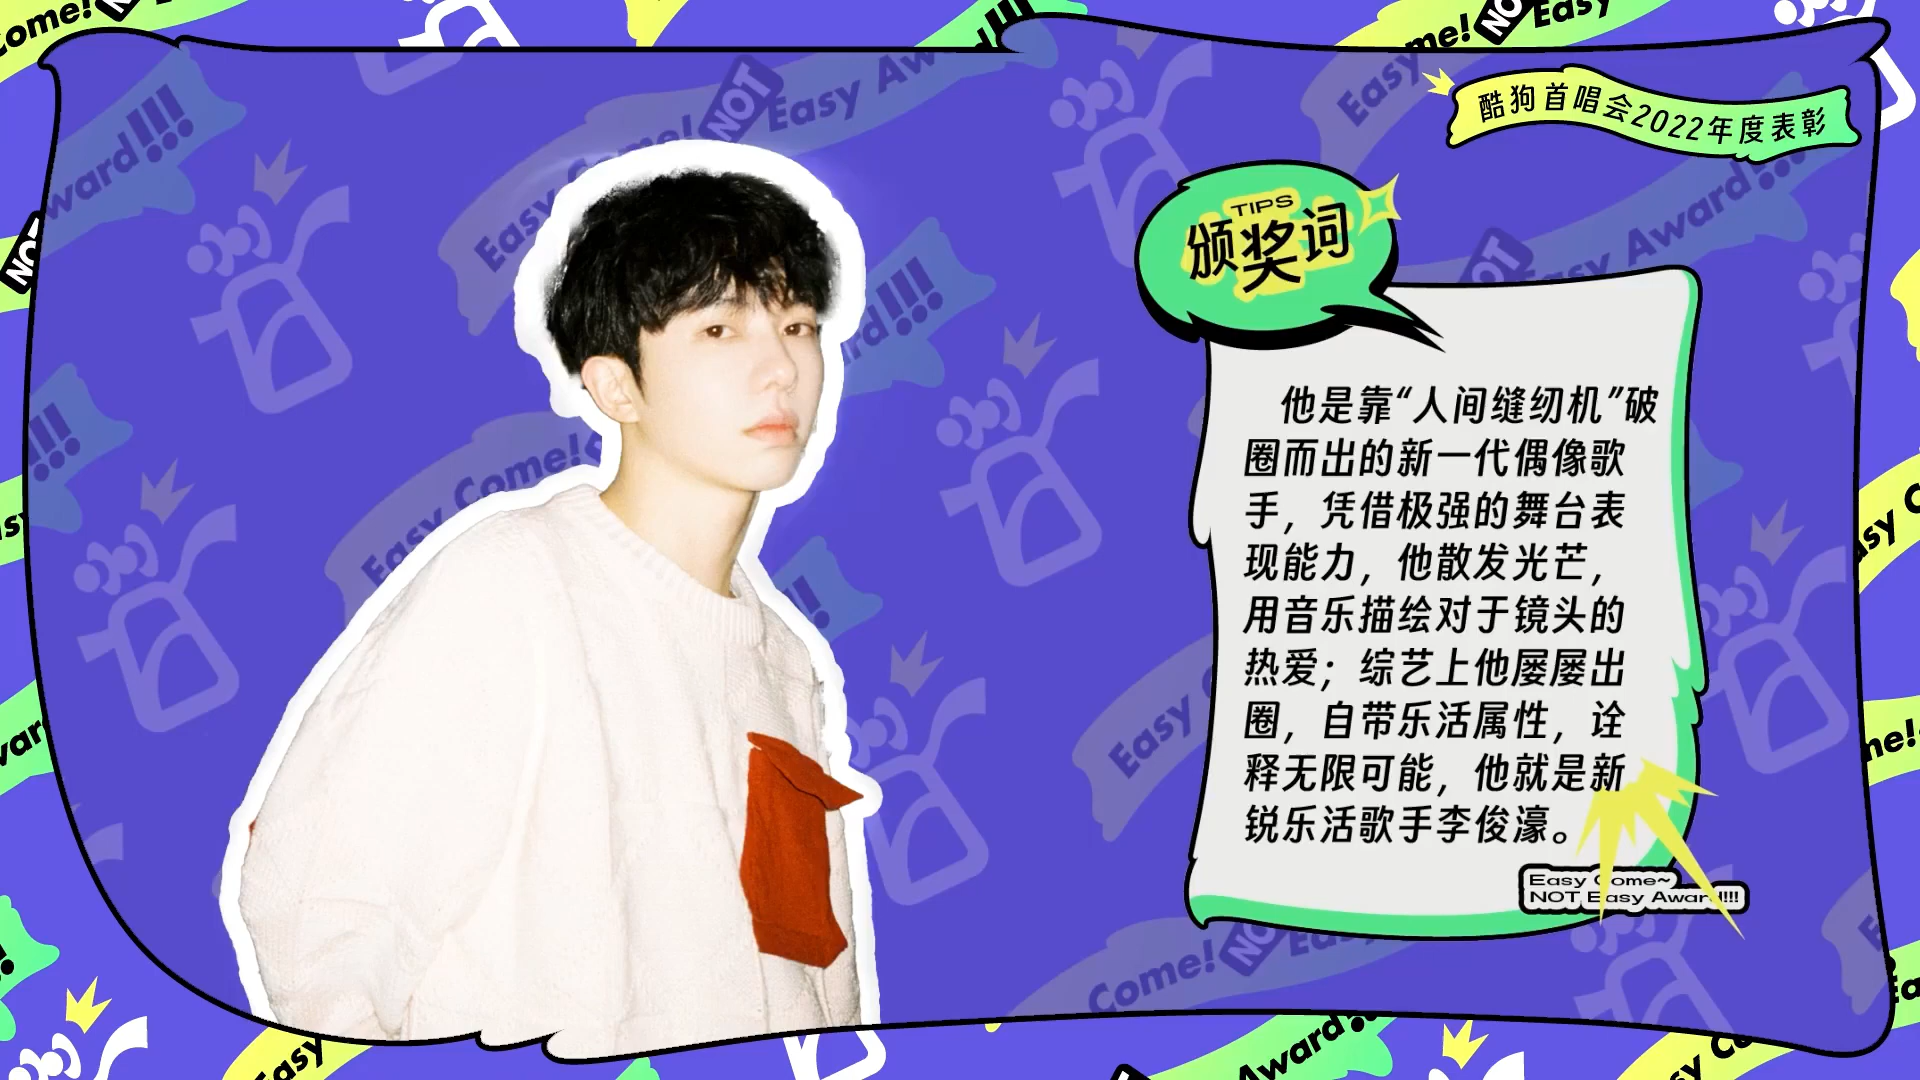 酷狗首唱会2022年度表彰
TIPS
颁奖词
他是靠“人间缝纫机”破
圈而出的新一代偶像歌
手，凭借极强的舞台表
现能力，他散发光芒，
用音乐描绘对于镜头的
热爱；综艺上他屡屡出
圈，自带乐活属性，诠
释无限可能，他就是新
锐乐活歌手李俊濠。
Easy Come~
NOT Easy Award!!!